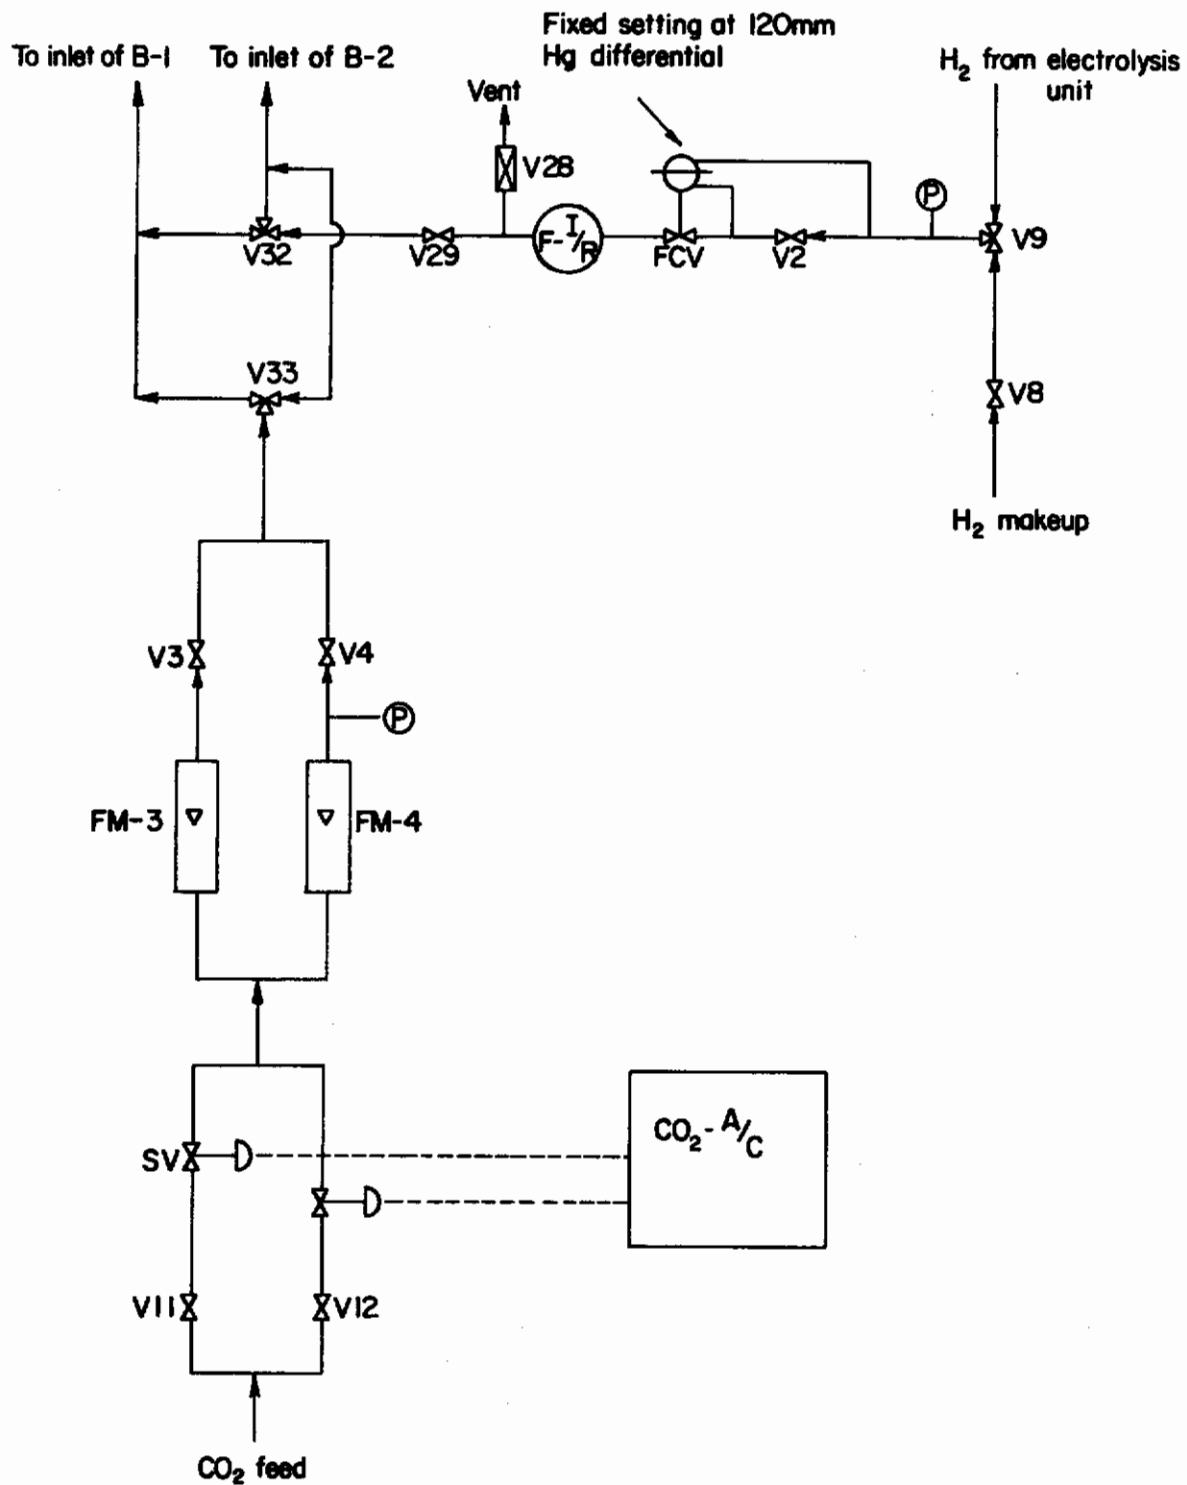 Fixed setting at 120mm
Hg differential
To inlet of B-1
To inlet of B-2
H₂ from electrolysis
unit
Vent
V28
P
F-I/R
V32
V29
FCV
V2
V9
V33
V8
H₂ makeup
V3
V4
P
FM-3
FM-4
CO₂-A/C
SV
V11
V12
CO₂ feed